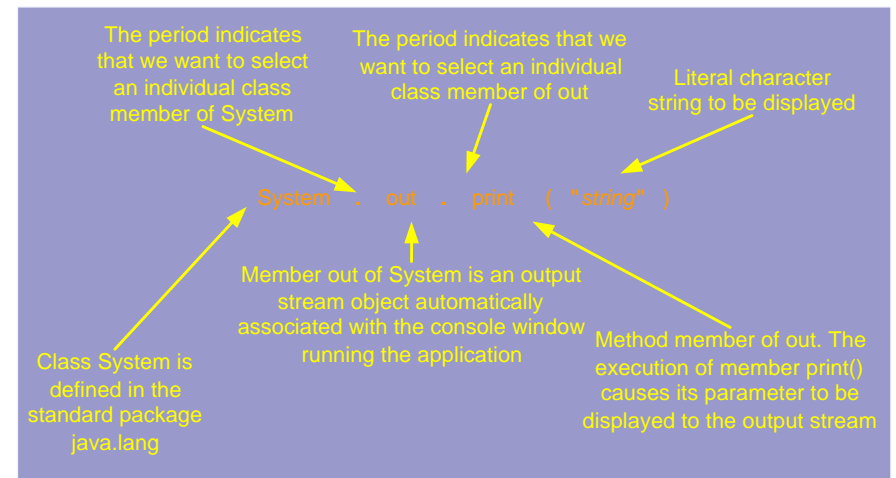 The period indicates
that we want to select
an individual class
member of System
The period indicates that we
want to select an individual
class member of out
Literal character
string to be displayed
System . out . print ( "string" )
Member out of System is an output
stream object automatically
associated with the console window
running the application
Class System is
defined in the
standard package
java.lang
Method member of out. The
execution of member print()
causes its parameter to be
displayed to the output stream